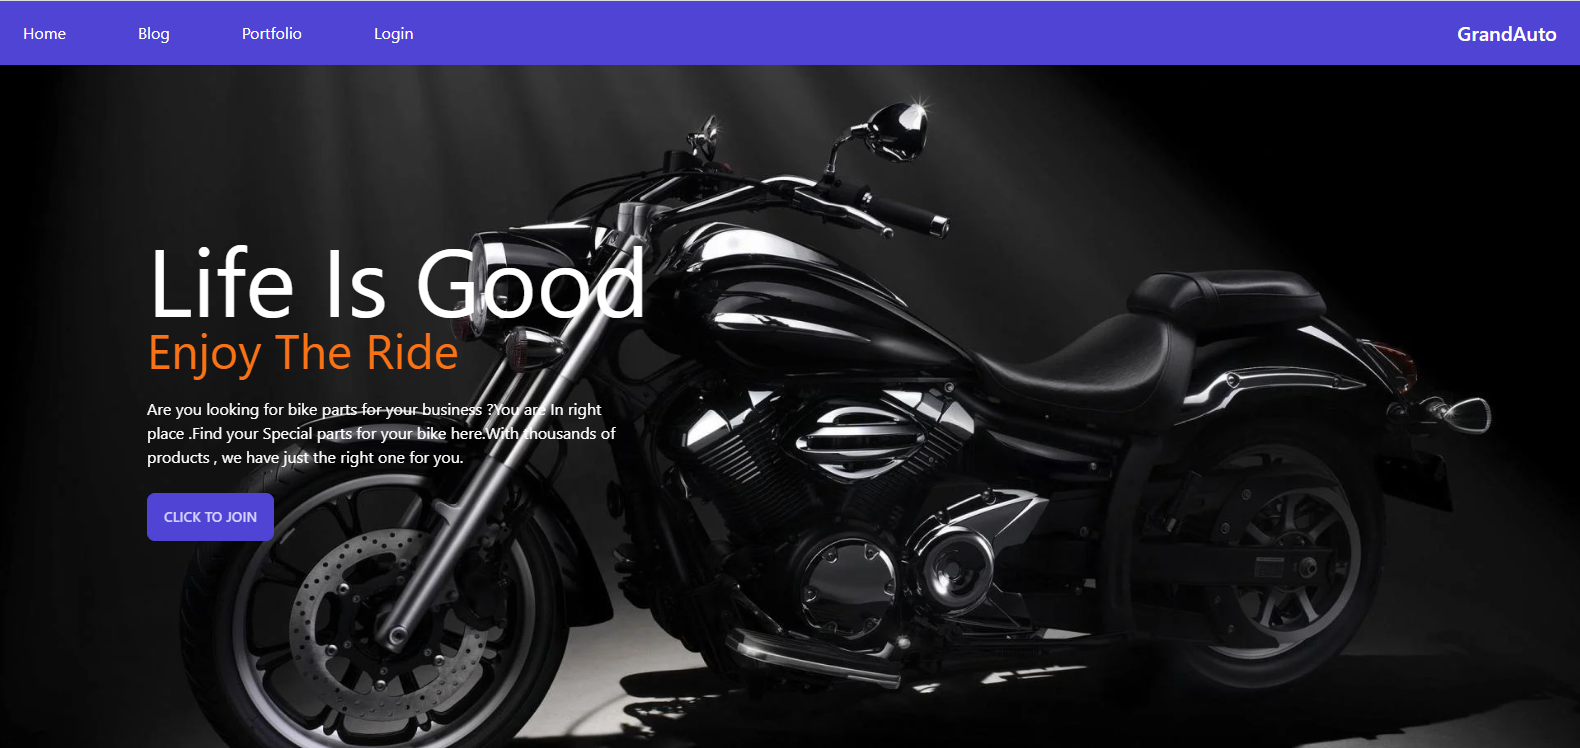 Home Blog Portfolio Login GrandAuto
Life Is Good
Enjoy The Ride
Are you looking for bike parts for your business ?You are In right
place .Find your Special parts for your bike here.With thousands of
products , we have just the right one for you.
CLICK TO JOIN